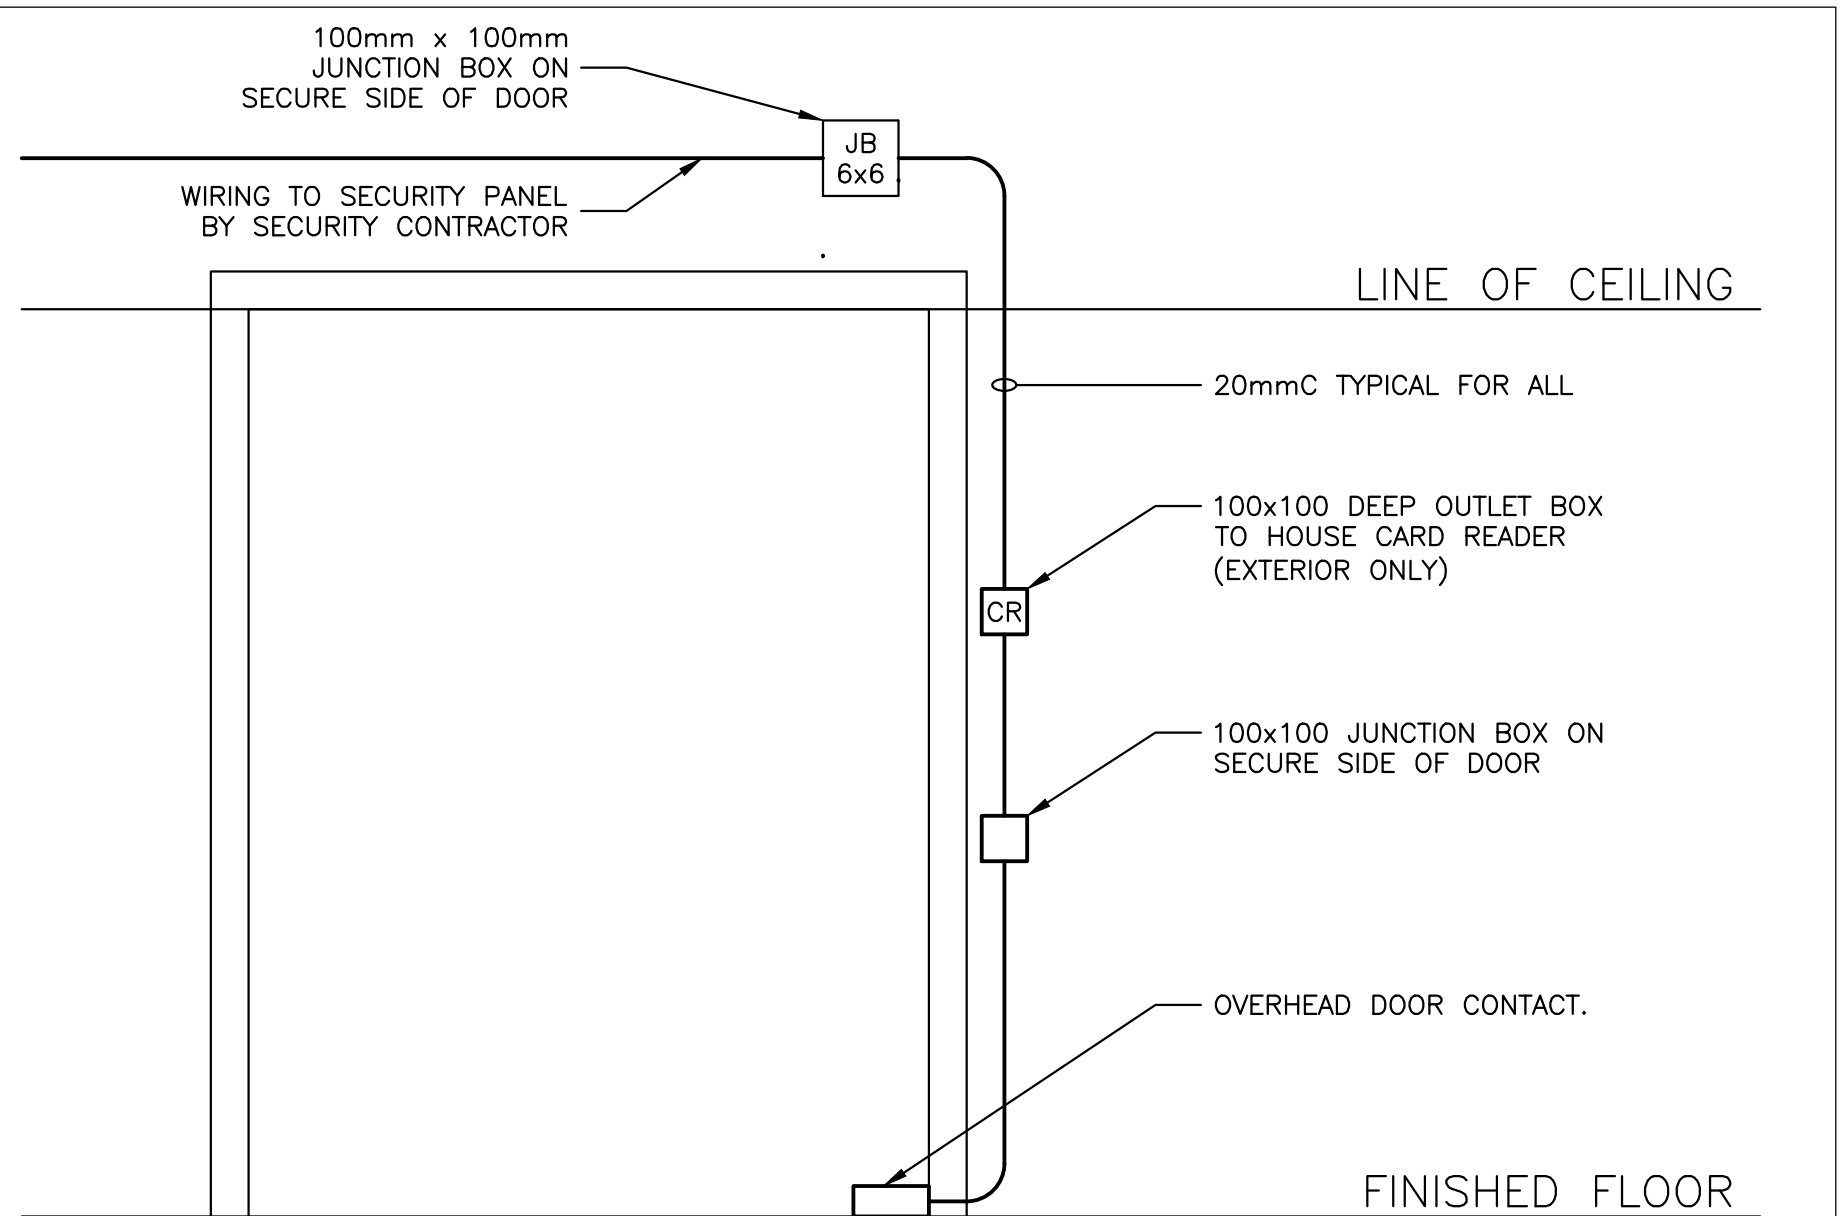 100mm x 100mm
JUNCTION BOX ON
SECURE SIDE OF DOOR
JB
6x6
WIRING TO SECURITY PANEL
BY SECURITY CONTRACTOR
LINE OF CEILING
20mmC TYPICAL FOR ALL
100x100 DEEP OUTLET BOX
TO HOUSE CARD READER
(EXTERIOR ONLY)
CR
100x100 JUNCTION BOX ON
SECURE SIDE OF DOOR
OVERHEAD DOOR CONTACT.
FINISHED FLOOR